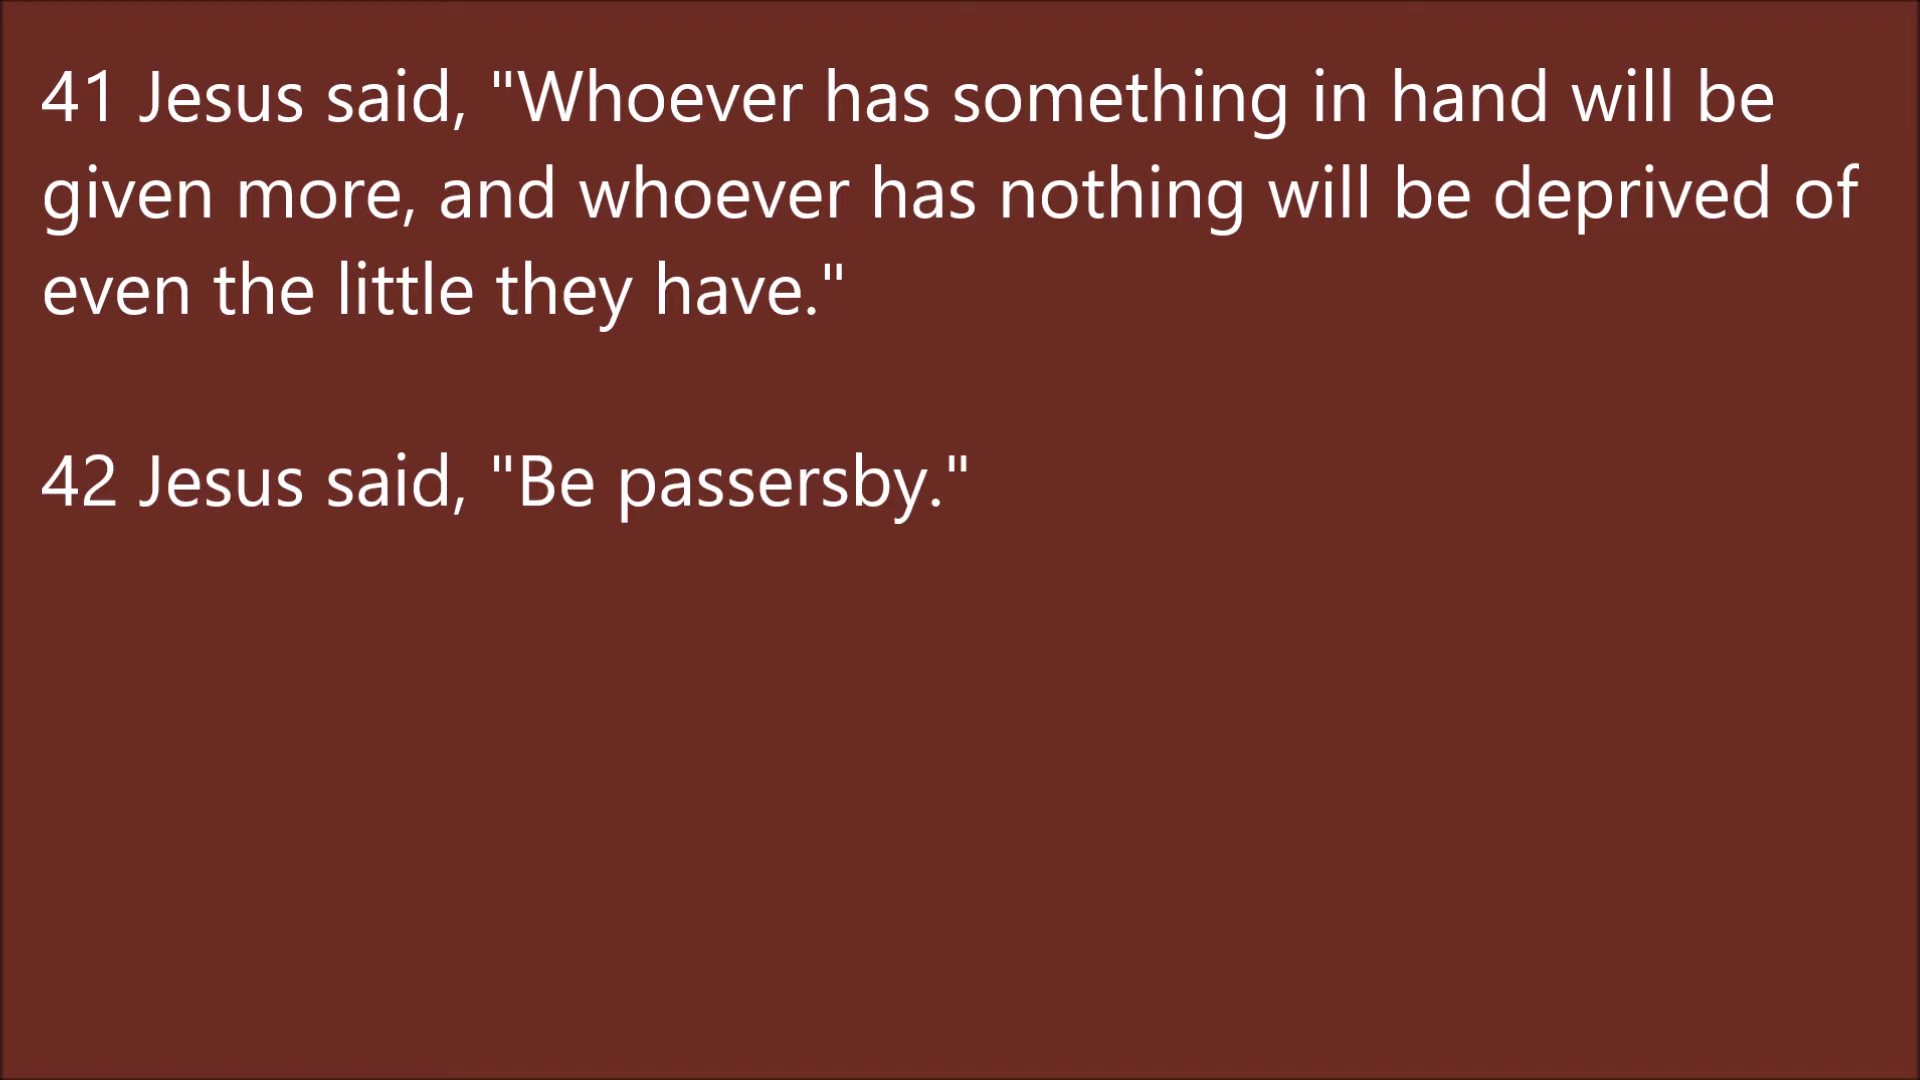 41 Jesus said, "Whoever has something in hand will be
given more, and whoever has nothing will be deprived of
even the little they have."
42 Jesus said, "Be passersby."